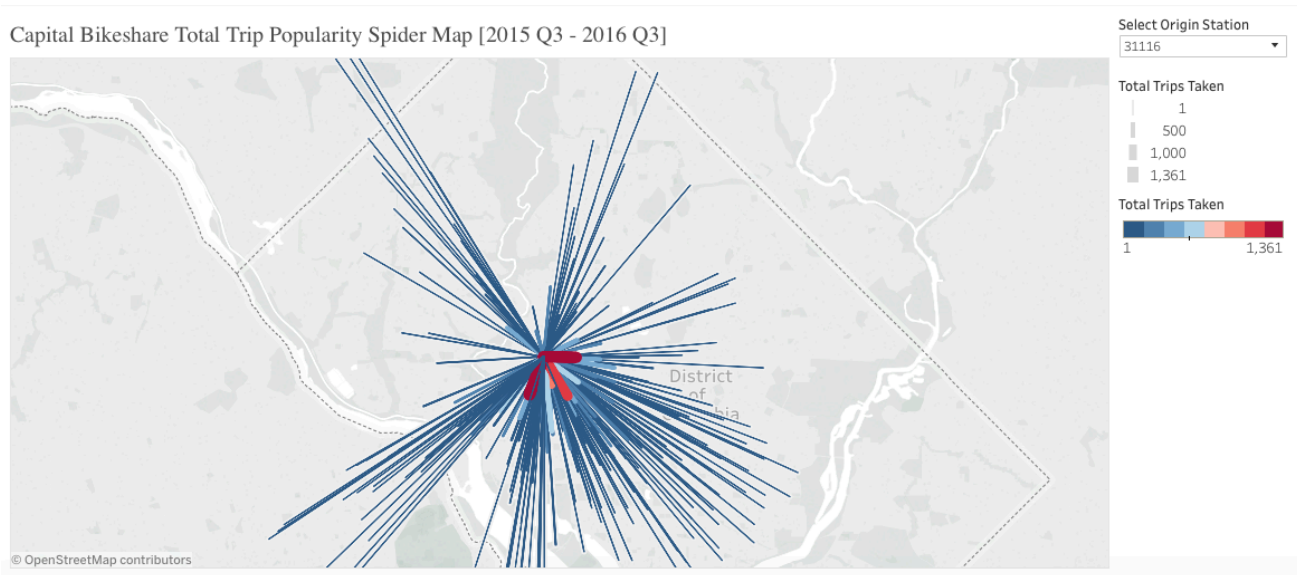 Capital Bikeshare Total Trip Popularity Spider Map [2015 Q3 - 2016 Q3]
Select Origin Station
31116
Total Trips Taken
1
500
1,000
1,361
Total Trips Taken
1 1,361
District
of
© OpenStreetMap contributors